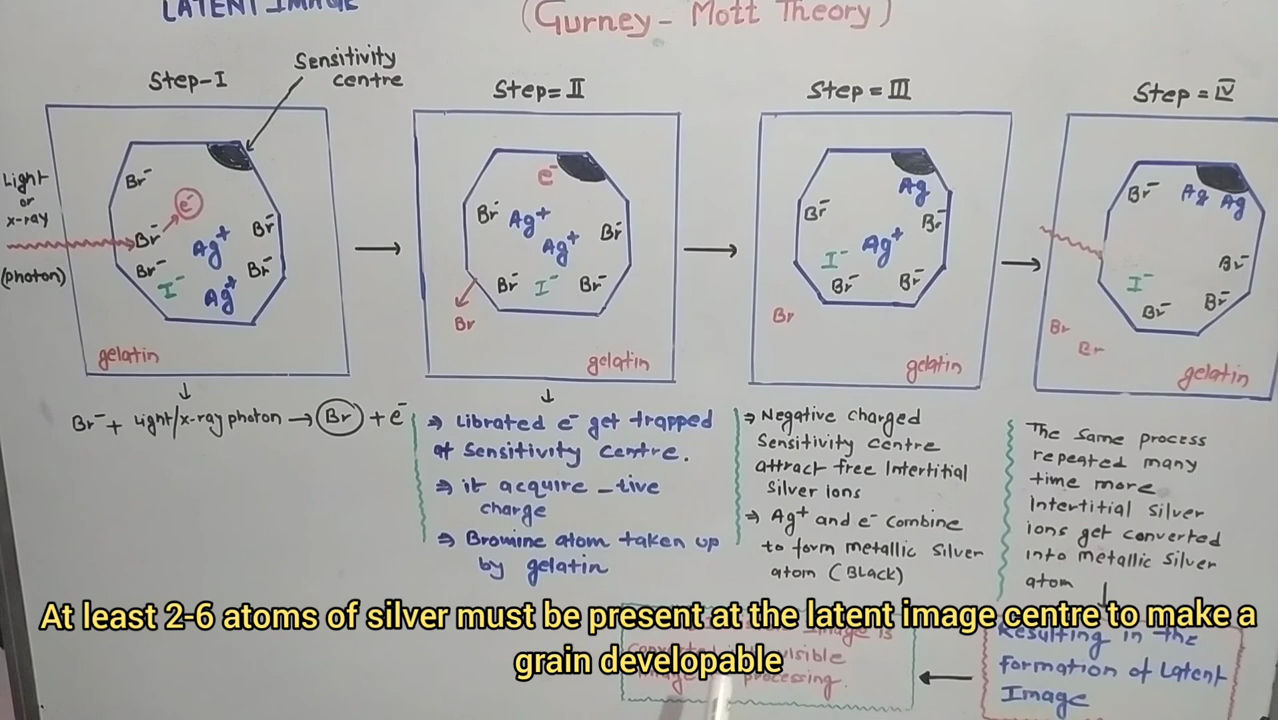 LATENT IMAGE
(Gurney - Mott Theory)
Step-I
Sensitivity
centre
Light
or
x-ray
(photon)
Br⁻
e⁻
Br⁻
Br⁻
Ag⁺
Br⁻
Br⁻
I⁻
Ag⁺
gelatin
Br⁻ + Light/x-ray photon → Br + e⁻
Step= II
e⁻
Br⁻
Ag⁺
Ag⁺
Br⁻
Br⁻
I⁻
Br⁻
Br
gelatin
⇒ Librated e⁻ get trapped
at Sensitivity Centre.
⇒ it acquire -tive
charge
⇒ Bromine atom taken up
by gelatin
Step = III
Ag
Br⁻
Br⁻
I⁻
Ag⁺
Br⁻
Br⁻
Br
gelatin
⇒ Negative charged
Sensitivity centre
attract free Intertitial
Silver ions
⇒ Ag⁺ and e⁻ combine
to form metallic silver
atom (Black)
Step = IV
Br⁻
Ag Ag
I⁻
Br⁻
Br⁻
Br⁻
Br
Br
gelatin
The Same process
repeated many
time more
Intertitial silver
ions get converted
into metallic silver
atom
Resulting in the
formation of Latent
Image
Image is
visible
processing.
At least 2-6 atoms of silver must be present at the latent image centre to make a
grain developable